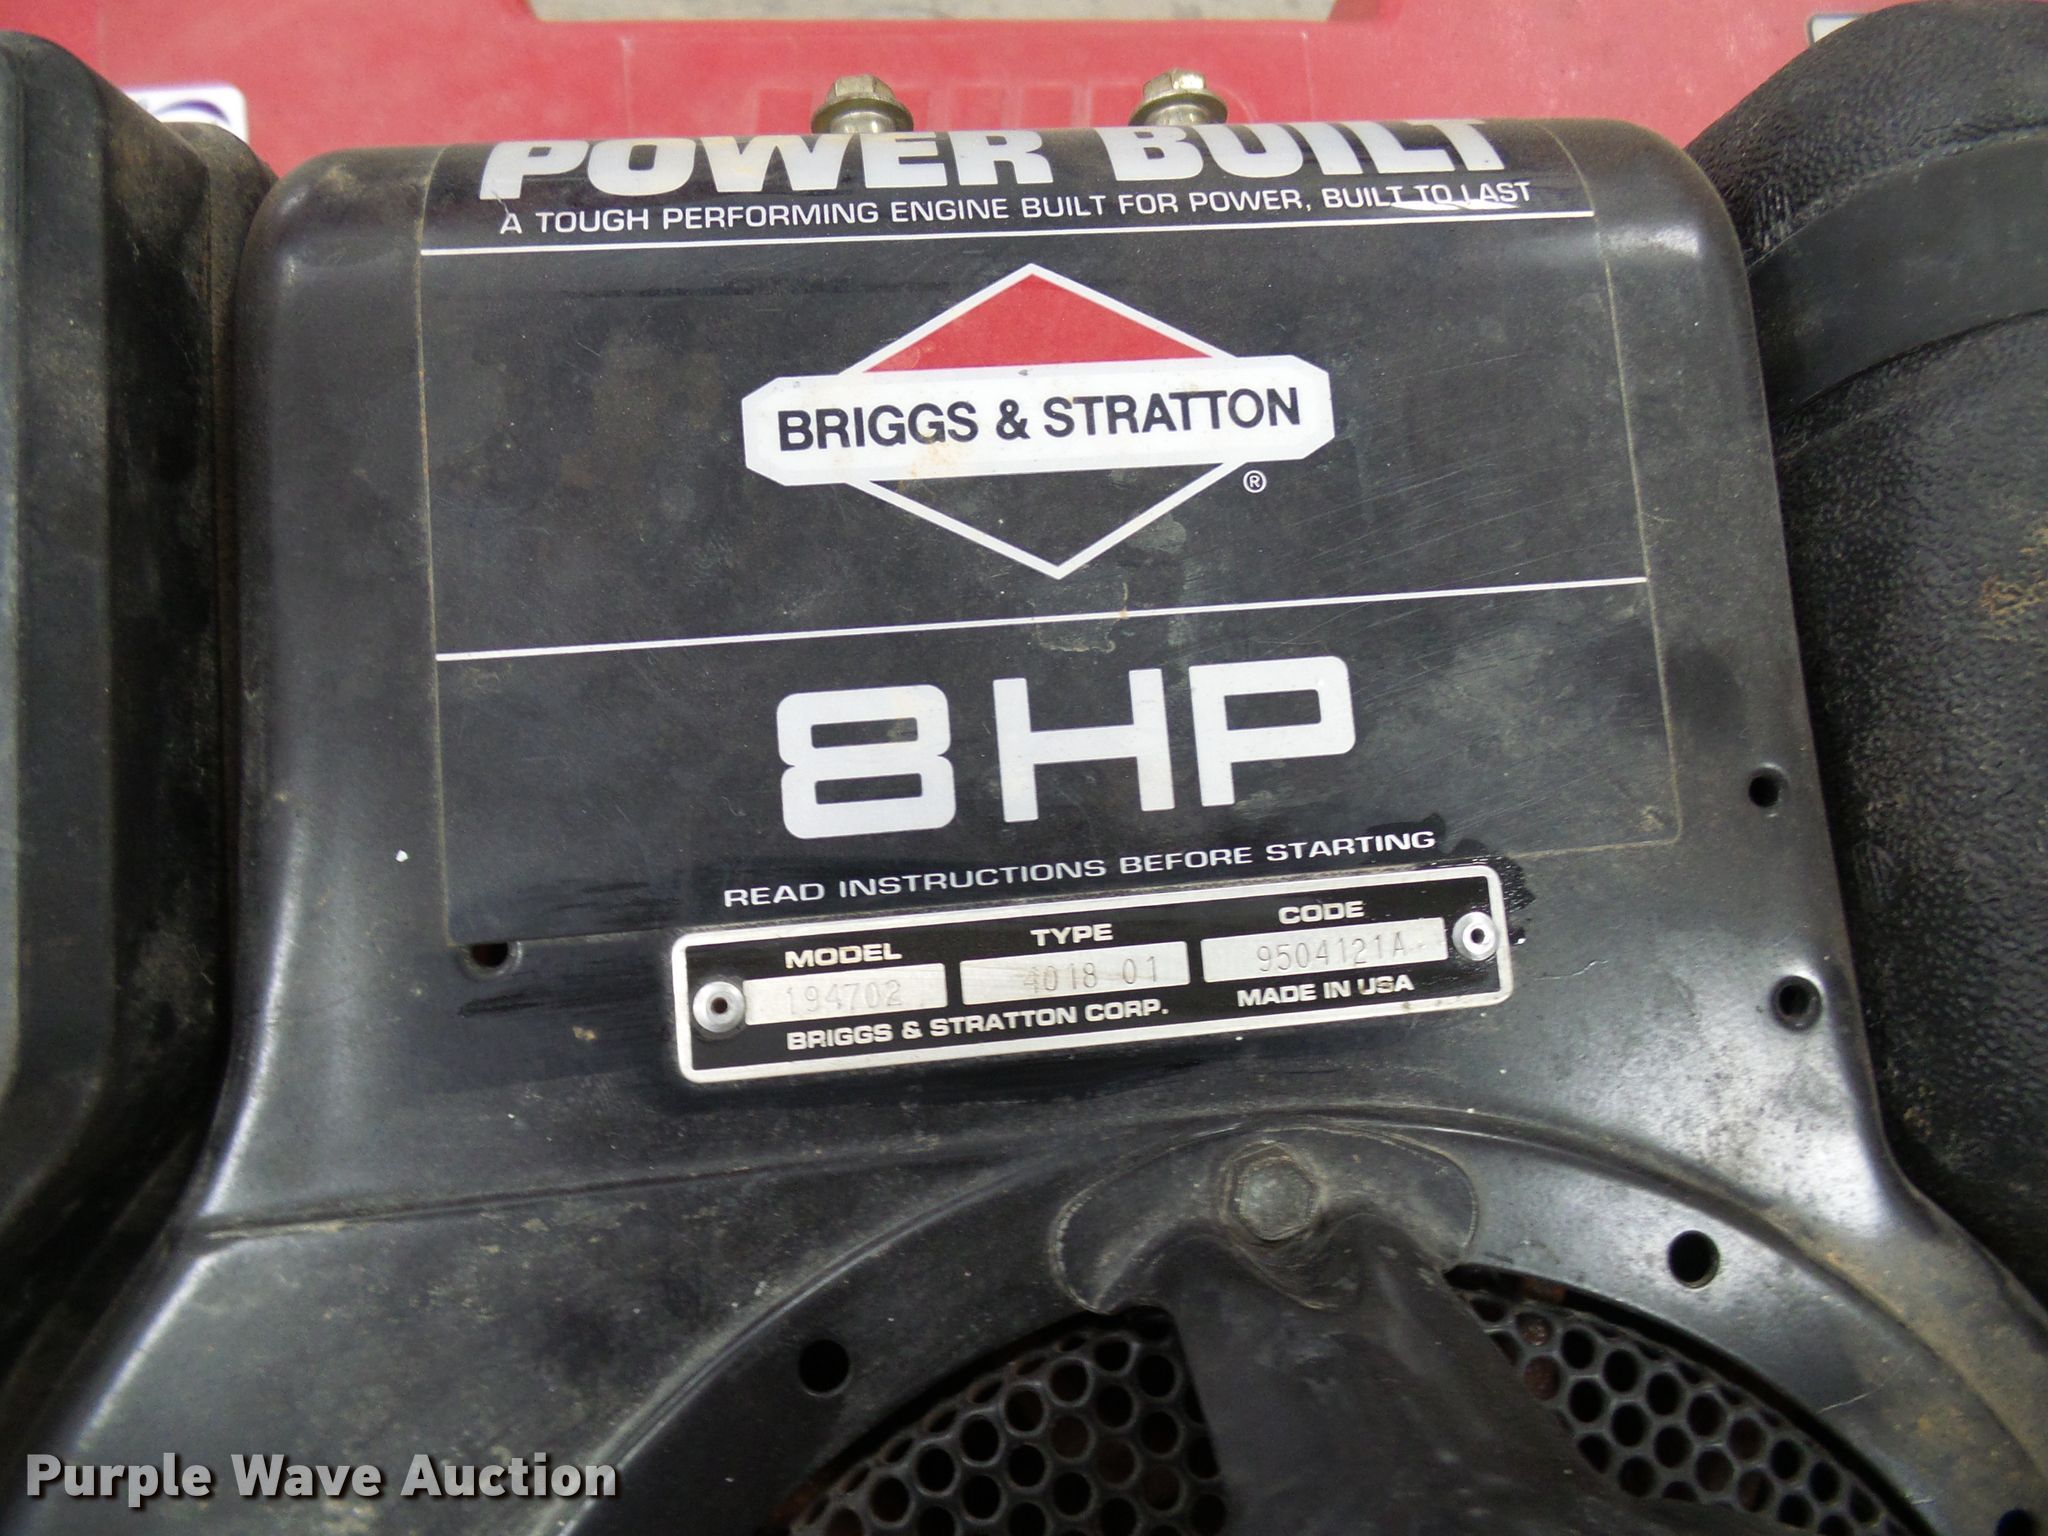 POWER BUILT
A TOUGH PERFORMING ENGINE BUILT FOR POWER, BUILT TO LAST
BRIGGS & STRATTON
®
8HP
READ INSTRUCTIONS BEFORE STARTING
MODEL TYPE CODE
194702 4018 01 9504121A
BRIGGS & STRATTON CORP. MADE IN USA
Purple Wave Auction